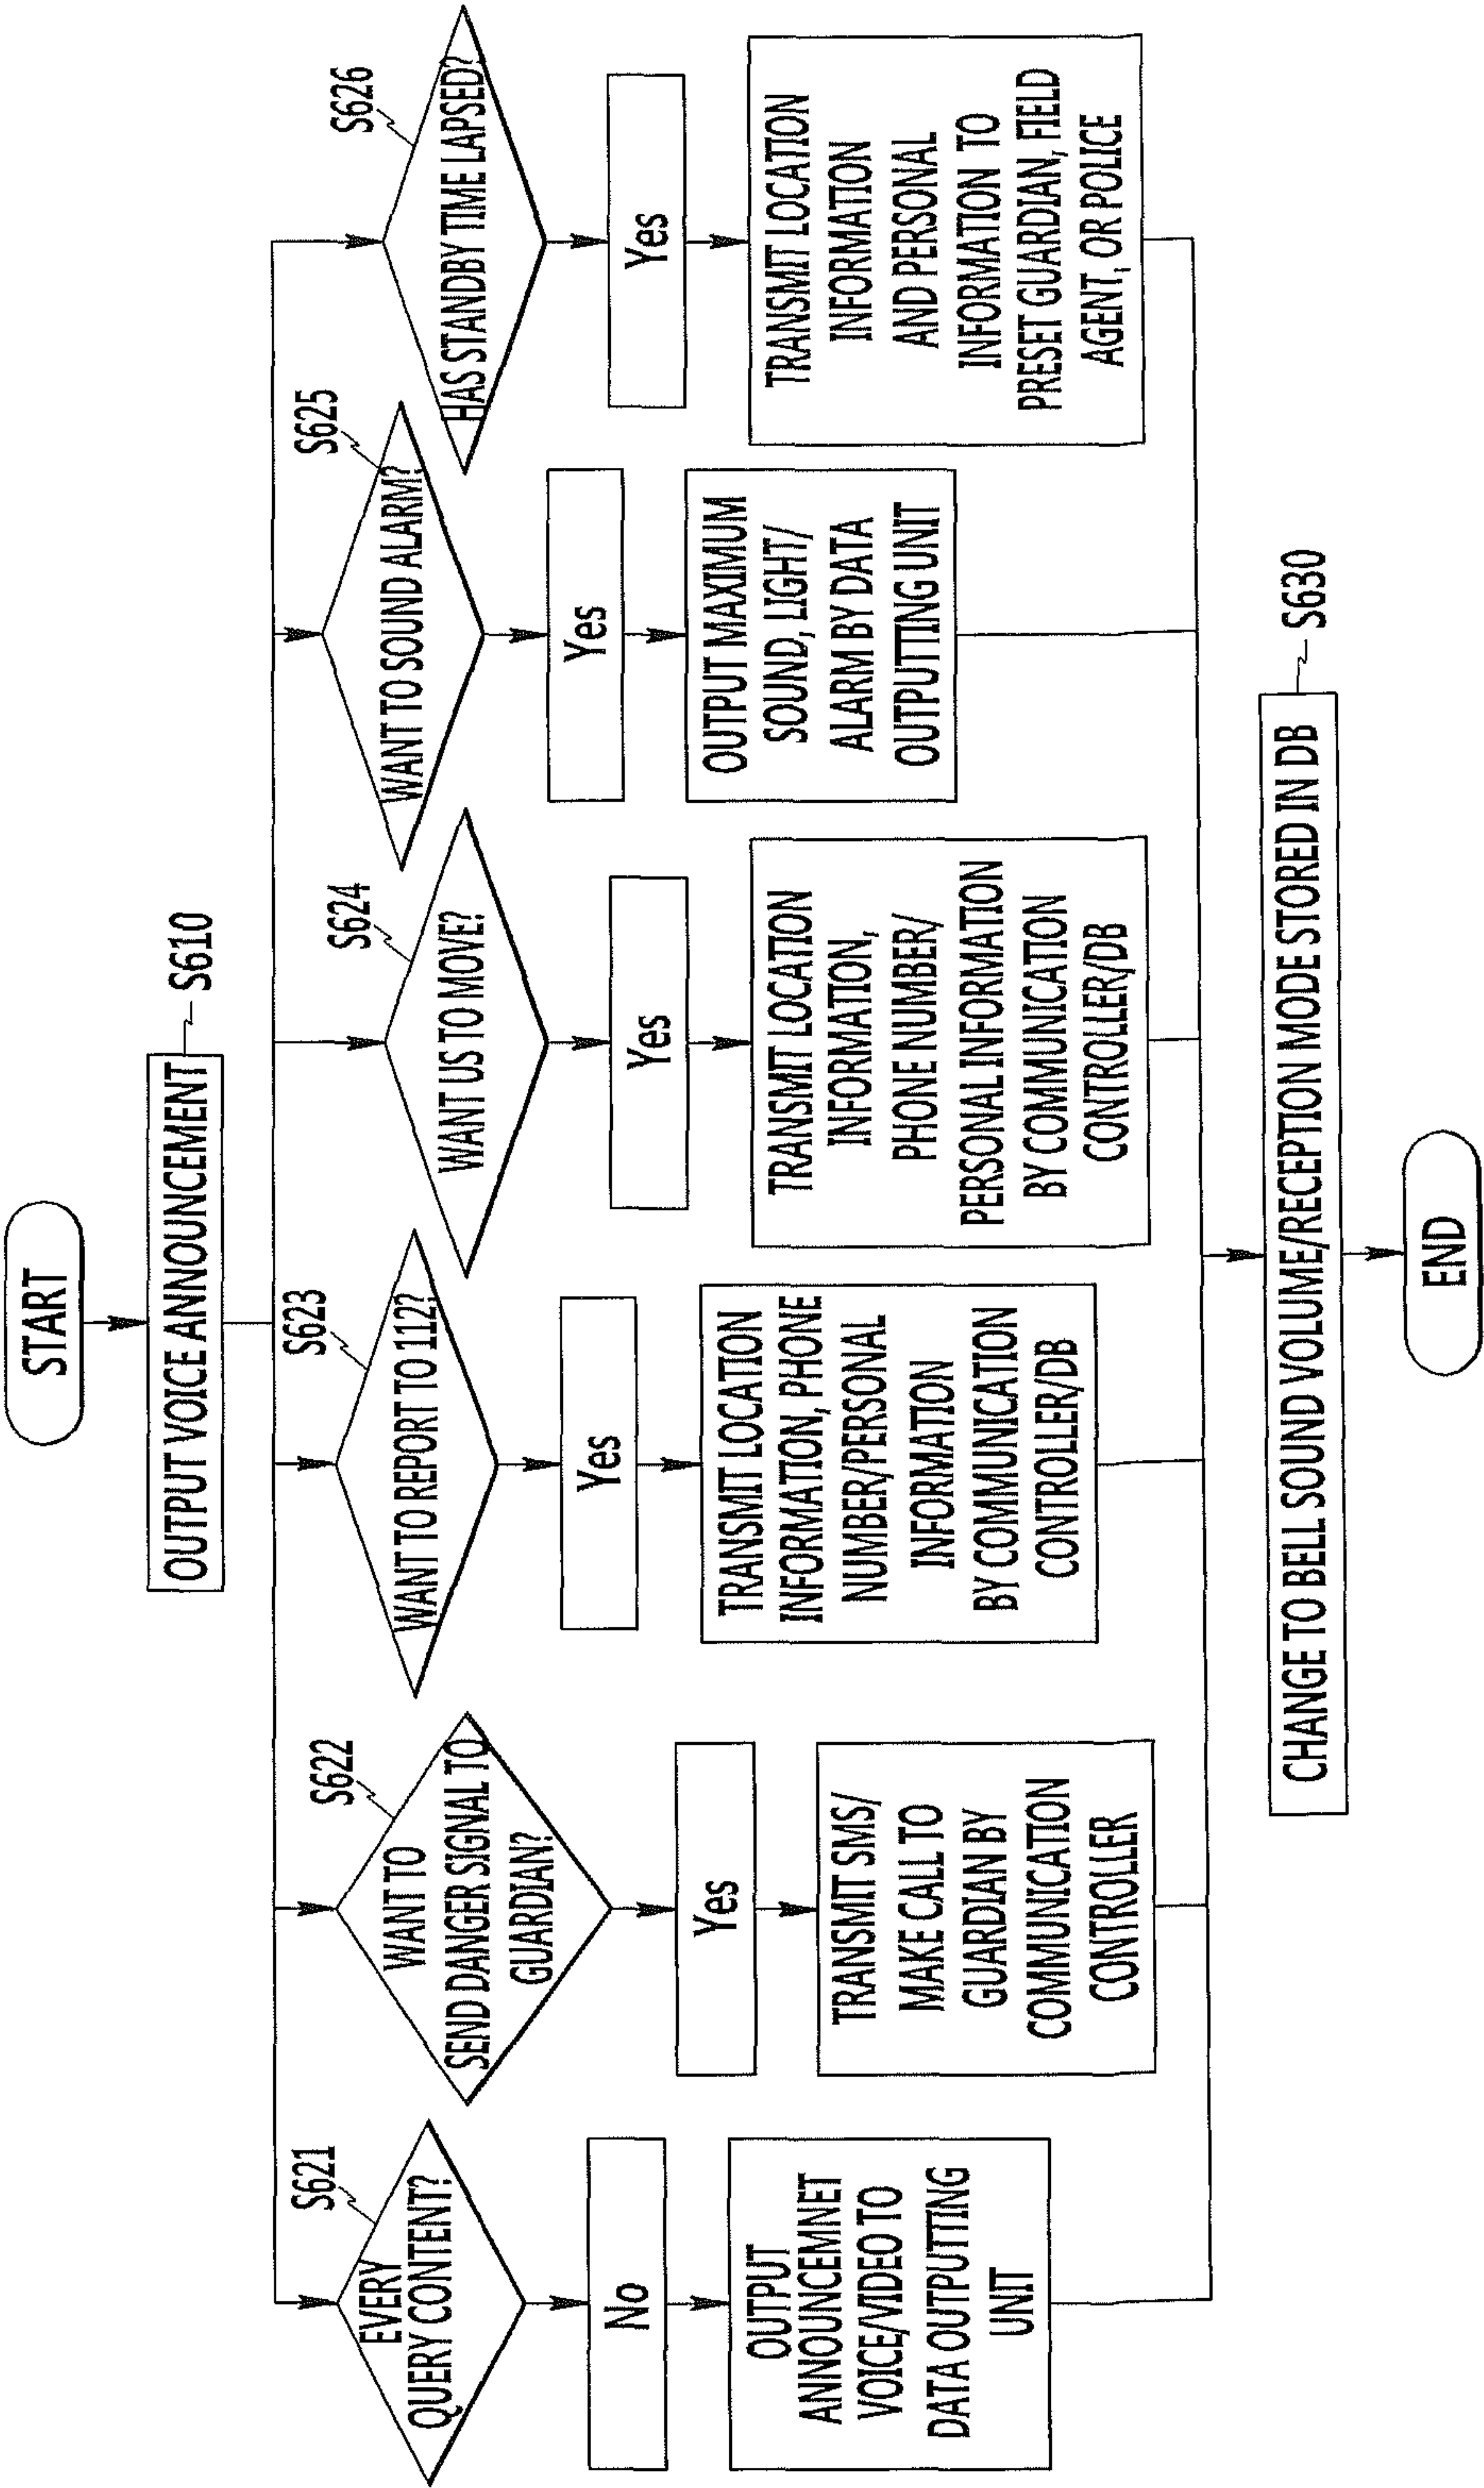 START
OUTPUT VOICE ANNOUNCEMENT
S610
S621
EVERY
QUERY CONTENT?
No
OUTPUT
ANNOUNCEMNET
VOICE/VIDEO TO
DATA OUTPUTTING
UNIT
S622
WANT TO
SEND DANGER SIGNAL TO
GUARDIAN?
Yes
TRANSMIT SMS/
MAKE CALL TO
GUARDIAN BY
COMMUNICATION
CONTROLLER
S623
WANT TO REPORT TO 112?
Yes
TRANSMIT LOCATION
INFORMATION, PHONE
NUMBER/PERSONAL
INFORMATION
BY COMMUNICATION
CONTROLLER/DB
S624
WANT US TO MOVE?
Yes
TRANSMIT LOCATION
INFORMATION,
PHONE NUMBER/
PERSONAL INFORMATION
BY COMMUNICATION
CONTROLLER/DB
S625
WANT TO SOUND ALARM?
Yes
OUTPUT MAXIMUM
SOUND, LIGHT/
ALARM BY DATA
OUTPUTTING UNIT
S626
HAS STANDBY TIME LAPSED?
Yes
TRANSMIT LOCATION
INFORMATION
AND PERSONAL
INFORMATION TO
PRESET GUARDIAN, FIELD
AGENT, OR POLICE
CHANGE TO BELL SOUND VOLUME/RECEPTION MODE STORED IN DB
S630
END